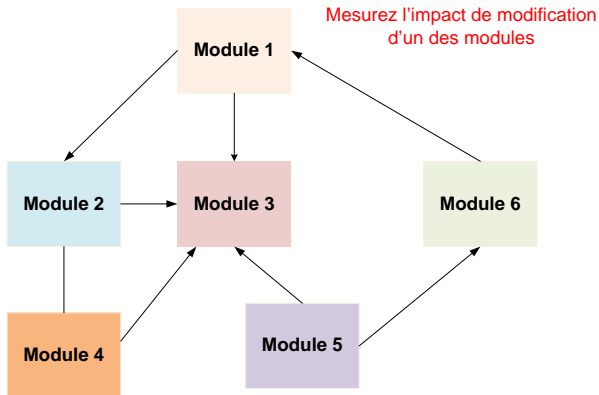 Mesurez l'impact de modification
d'un des modules
Module 1
Module 2
Module 3
Module 6
Module 4
Module 5